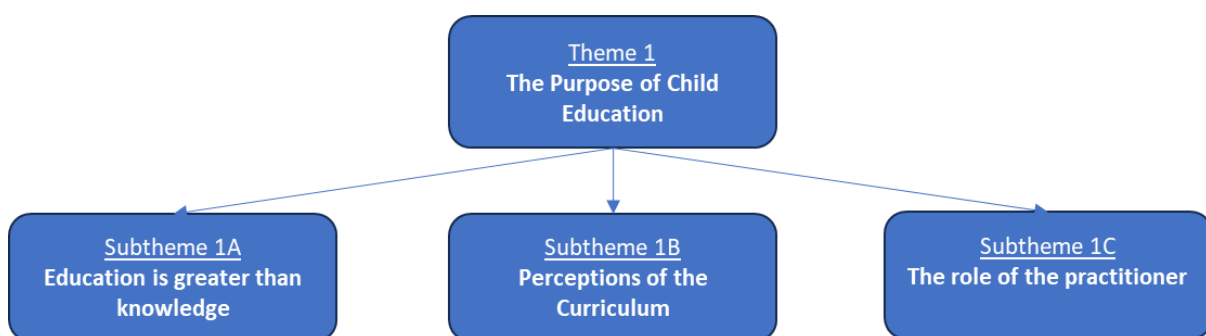 Theme 1
The Purpose of Child
Education
Subtheme 1A
Education is greater than
knowledge
Subtheme 1B
Perceptions of the
Curriculum
Subtheme 1C
The role of the practitioner